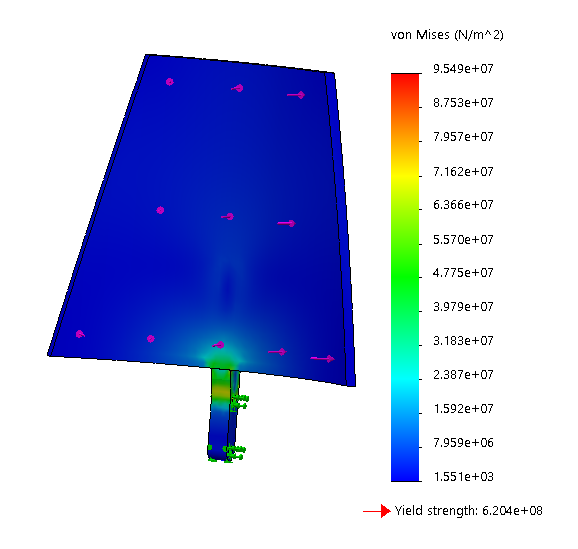 von Mises (N/m^2)
9.549e+07
8.753e+07
7.957e+07
7.162e+07
6.366e+07
5.570e+07
4.775e+07
3.979e+07
3.183e+07
2.387e+07
1.592e+07
7.959e+06
1.551e+03
Yield strength: 6.204e+08